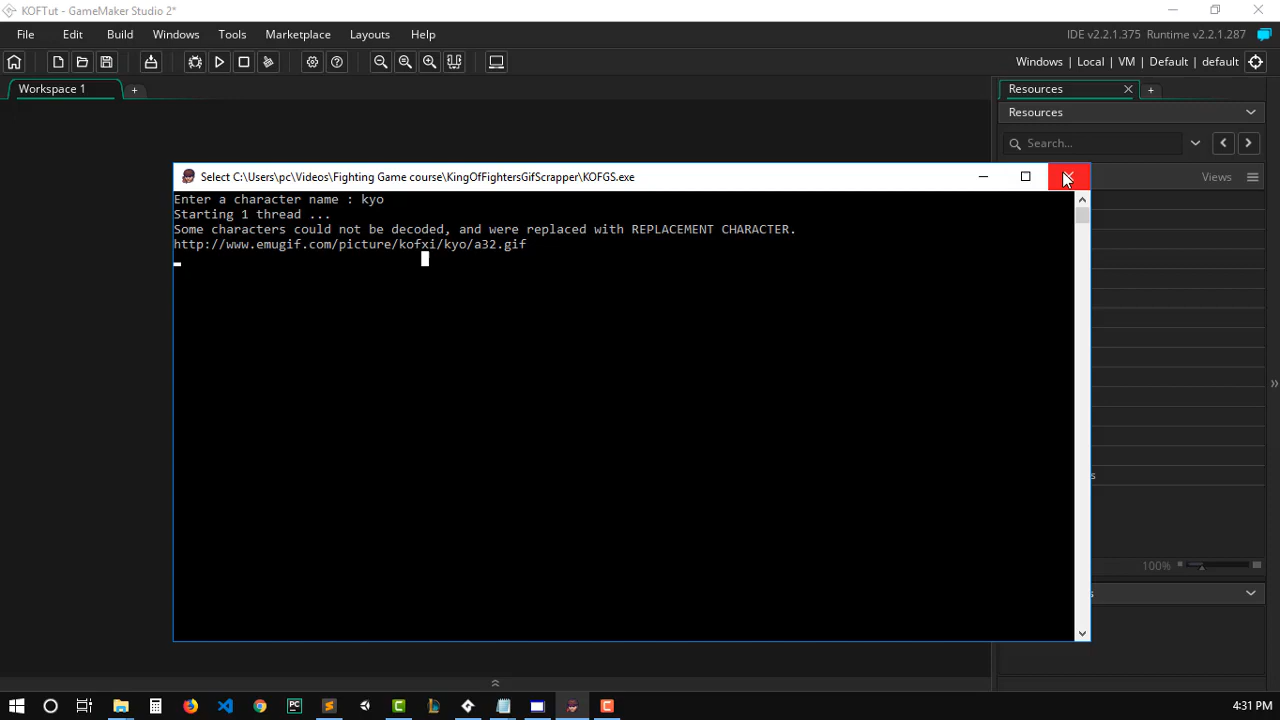 KOFTut - GameMaker Studio 2*
File Edit Build Windows Tools Marketplace Layouts Help
IDE v2.2.1.375 Runtime v2.2.1.287
Windows | Local | VM | Default | default
Workspace 1
Resources
Resources
Search...
Views
Select C:\Users\pc\Videos\Fighting Game course\KingOfFightersGifScrapper\KOFGS.exe
Enter a character name : kyo
Starting 1 thread ...
Some characters could not be decoded, and were replaced with REPLACEMENT CHARACTER.
http://www.emugif.com/picture/kofxi/kyo/a32.gif
s
100%
s
4:31 PM